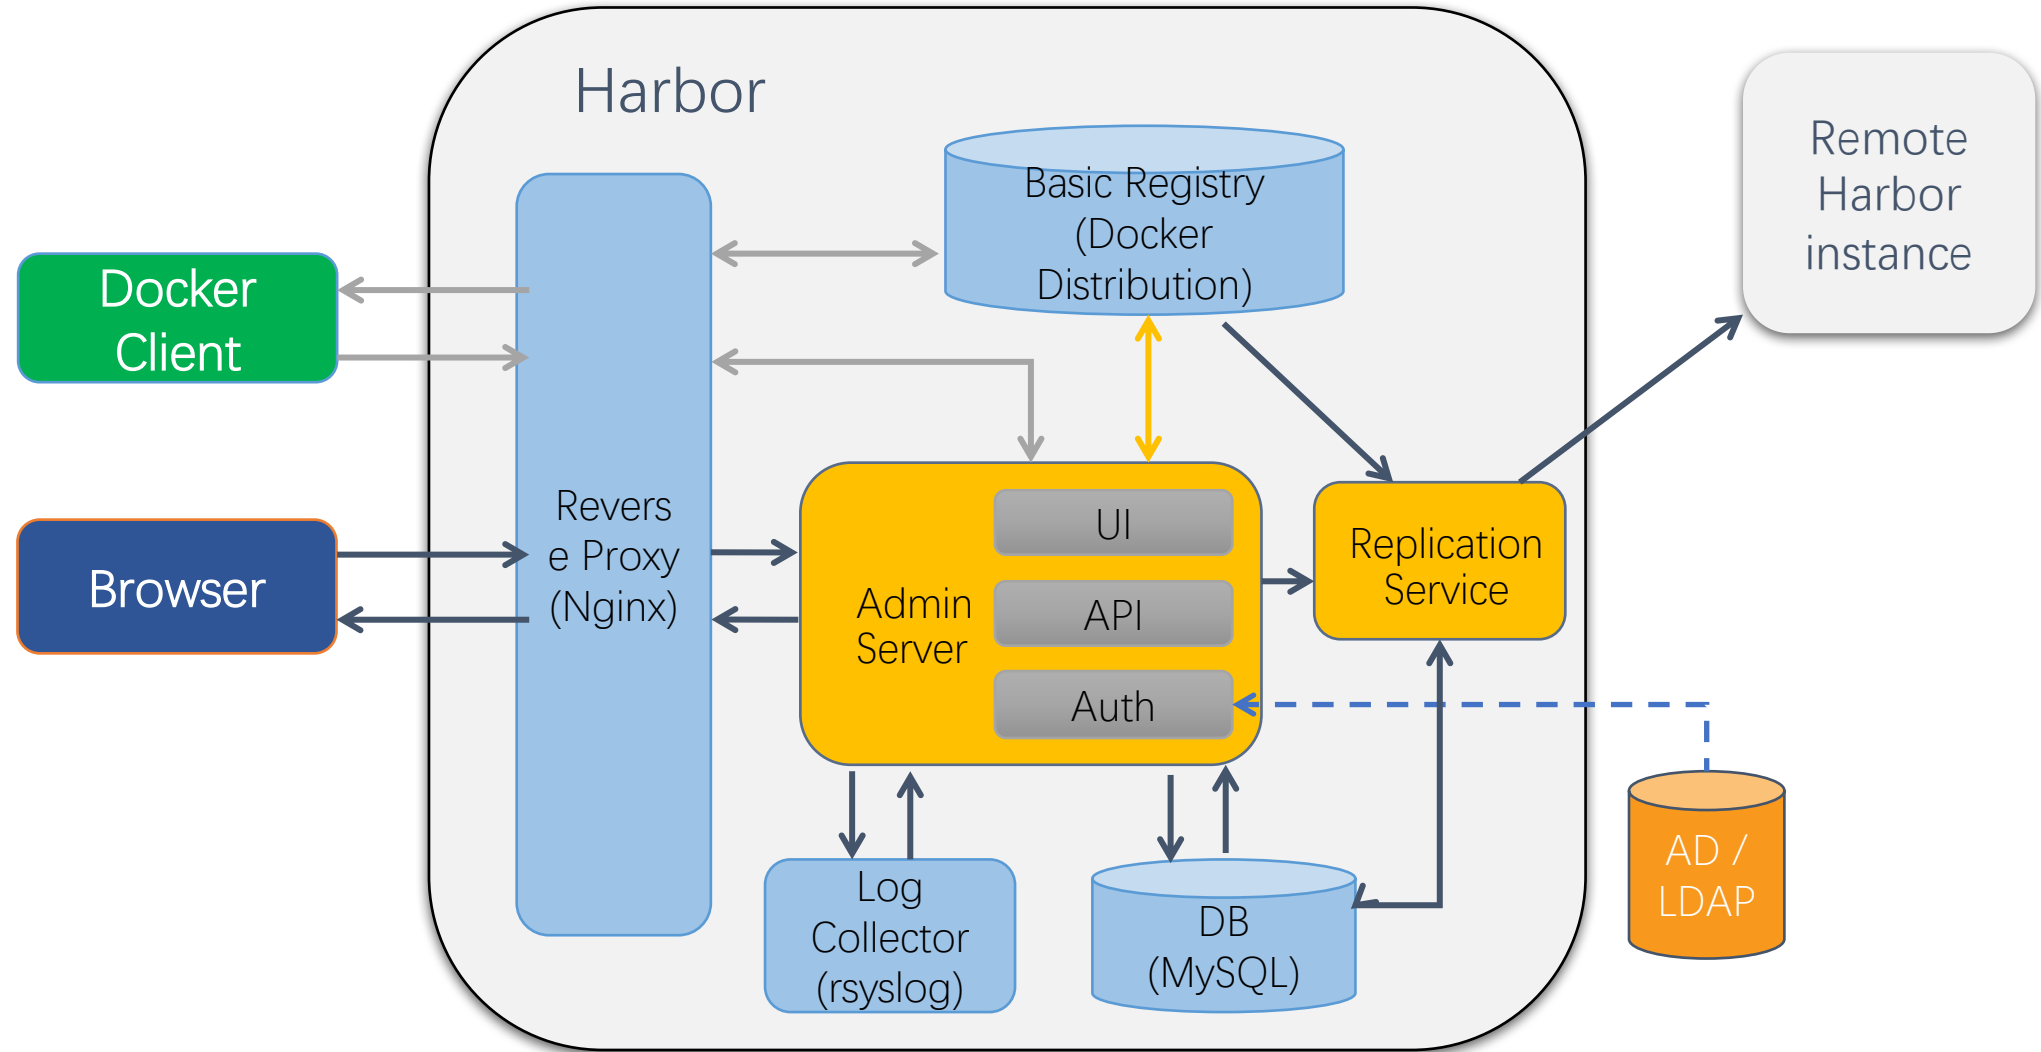 Harbor
Remote
Harbor
instance
Basic Registry
(Docker
Distribution)
Docker
Client
Revers
e Proxy
(Nginx)
Browser
Admin
Server
UI
API
Auth
Replication
Service
AD /
LDAP
Log
Collector
(rsyslog)
DB
(MySQL)